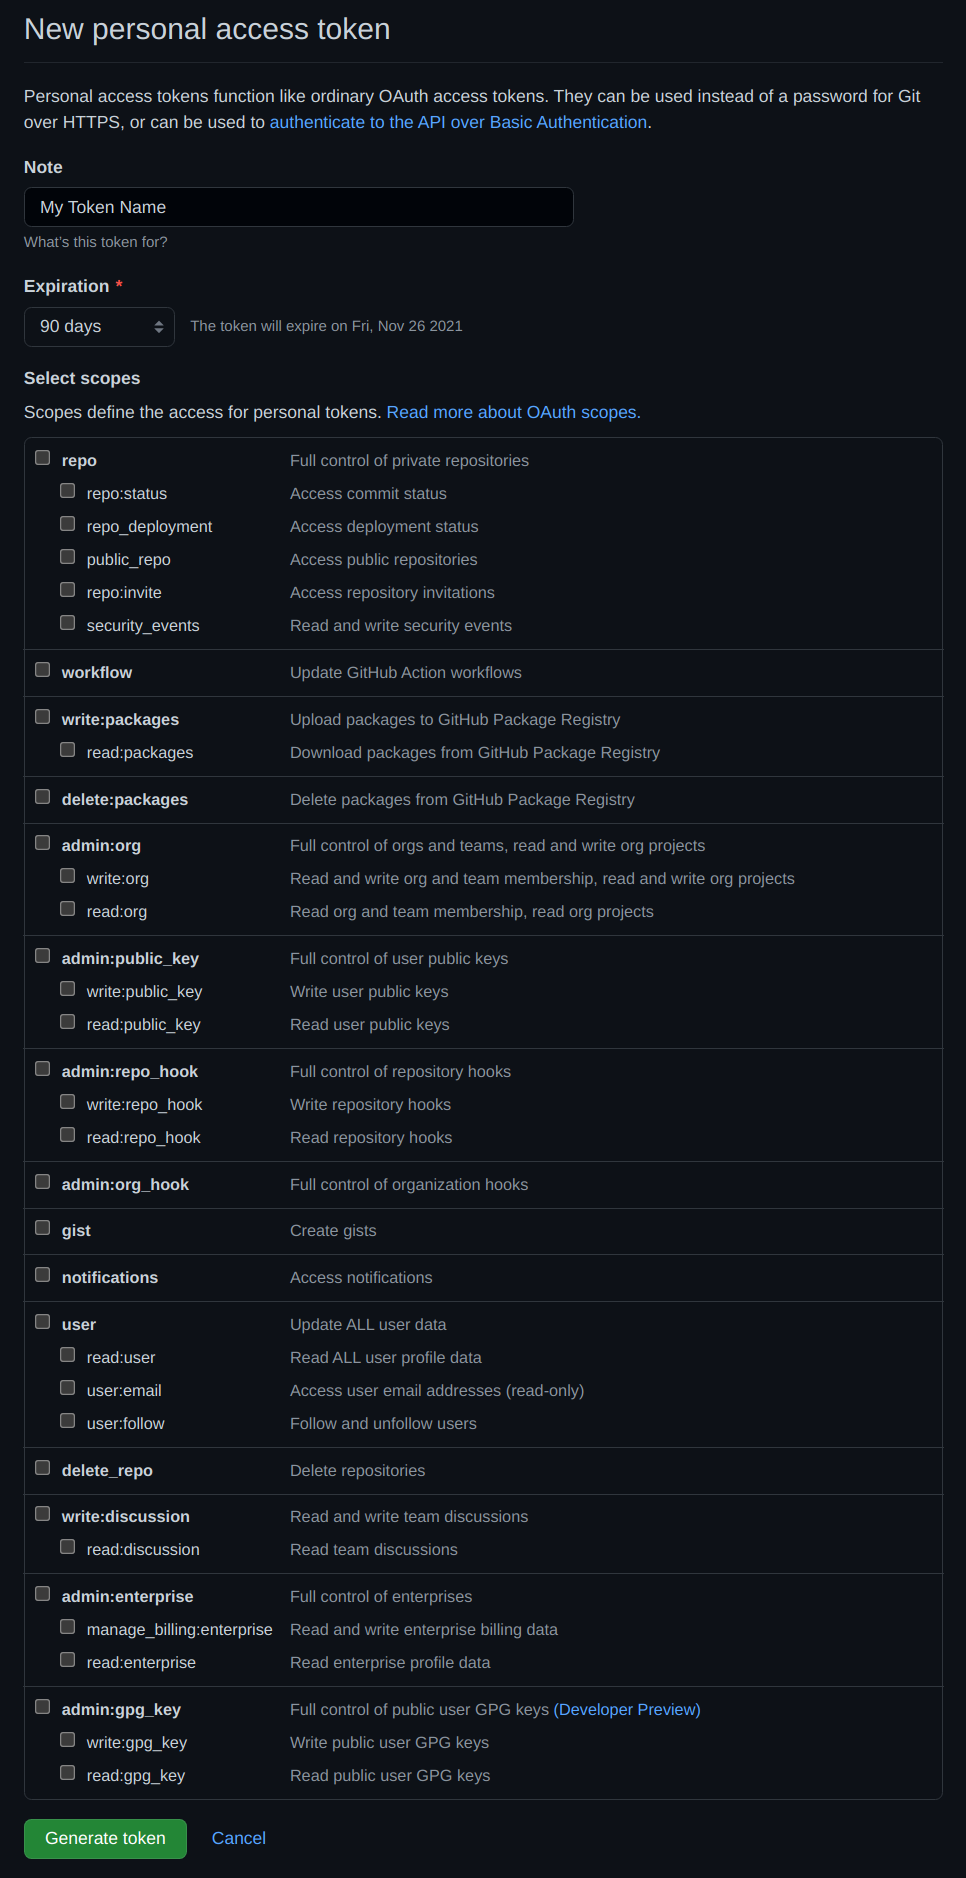 New personal access token
Personal access tokens function like ordinary OAuth access tokens. They can be used instead of a password for Git
over HTTPS, or can be used to authenticate to the API over Basic Authentication.
Note
My Token Name
What's this token for?
Expiration *
90 days The token will expire on Fri, Nov 26 2021
Select scopes
Scopes define the access for personal tokens. Read more about OAuth scopes.
repo Full control of private repositories
repo:status Access commit status
repo_deployment Access deployment status
public_repo Access public repositories
repo:invite Access repository invitations
security_events Read and write security events
workflow Update GitHub Action workflows
write:packages Upload packages to GitHub Package Registry
read:packages Download packages from GitHub Package Registry
delete:packages Delete packages from GitHub Package Registry
admin:org Full control of orgs and teams, read and write org projects
write:org Read and write org and team membership, read and write org projects
read:org Read org and team membership, read org projects
admin:public_key Full control of user public keys
write:public_key Write user public keys
read:public_key Read user public keys
admin:repo_hook Full control of repository hooks
write:repo_hook Write repository hooks
read:repo_hook Read repository hooks
admin:org_hook Full control of organization hooks
gist Create gists
notifications Access notifications
user Update ALL user data
read:user Read ALL user profile data
user:email Access user email addresses (read-only)
user:follow Follow and unfollow users
delete_repo Delete repositories
write:discussion Read and write team discussions
read:discussion Read team discussions
admin:enterprise Full control of enterprises
manage_billing:enterprise Read and write enterprise billing data
read:enterprise Read enterprise profile data
admin:gpg_key Full control of public user GPG keys (Developer Preview)
write:gpg_key Write public user GPG keys
read:gpg_key Read public user GPG keys
Generate token Cancel